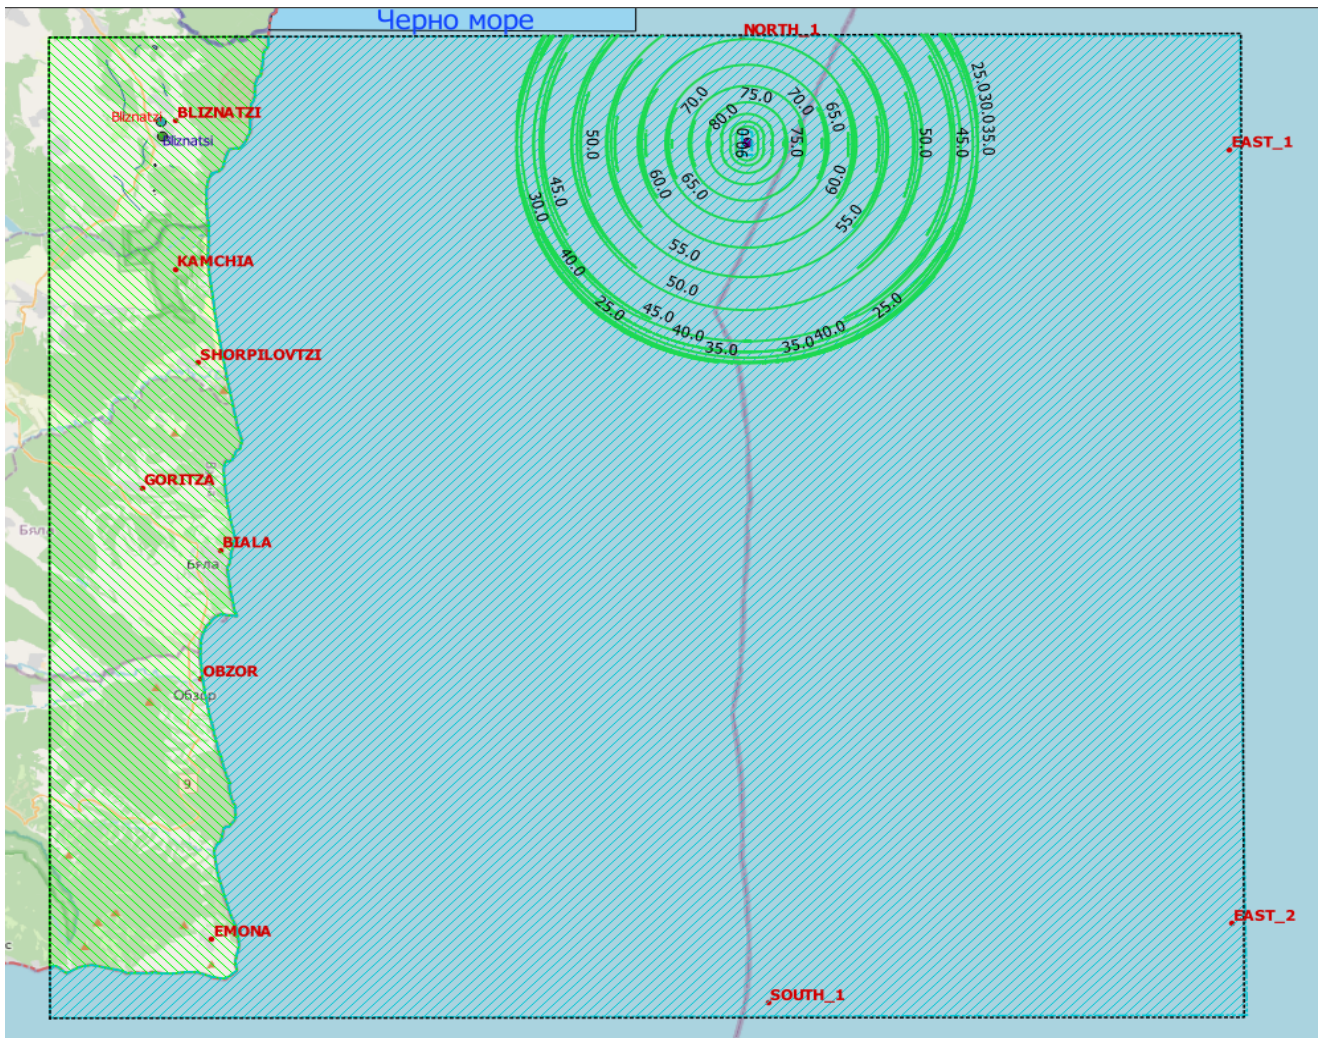 Черно море
NORTH_1
BLIZNATZI
Bliznatzi
Bliznatsi
EAST_1
KAMCHIA
SHORPILOVTZI
GORITZA
BIALA
Бяла
OBZOR
9
EMONA
EAST_2
SOUTH_1
25.0
30.0
35.0
70.0
75.0
70.0
65.0
80.0
90.0
75.0
50.0
50.0
45.0
60.0
65.0
60.0
45.0
30.0
55.0
55.0
50.0
40.0
25.0
45.0
40.0
35.0
35.0
40.0
25.0